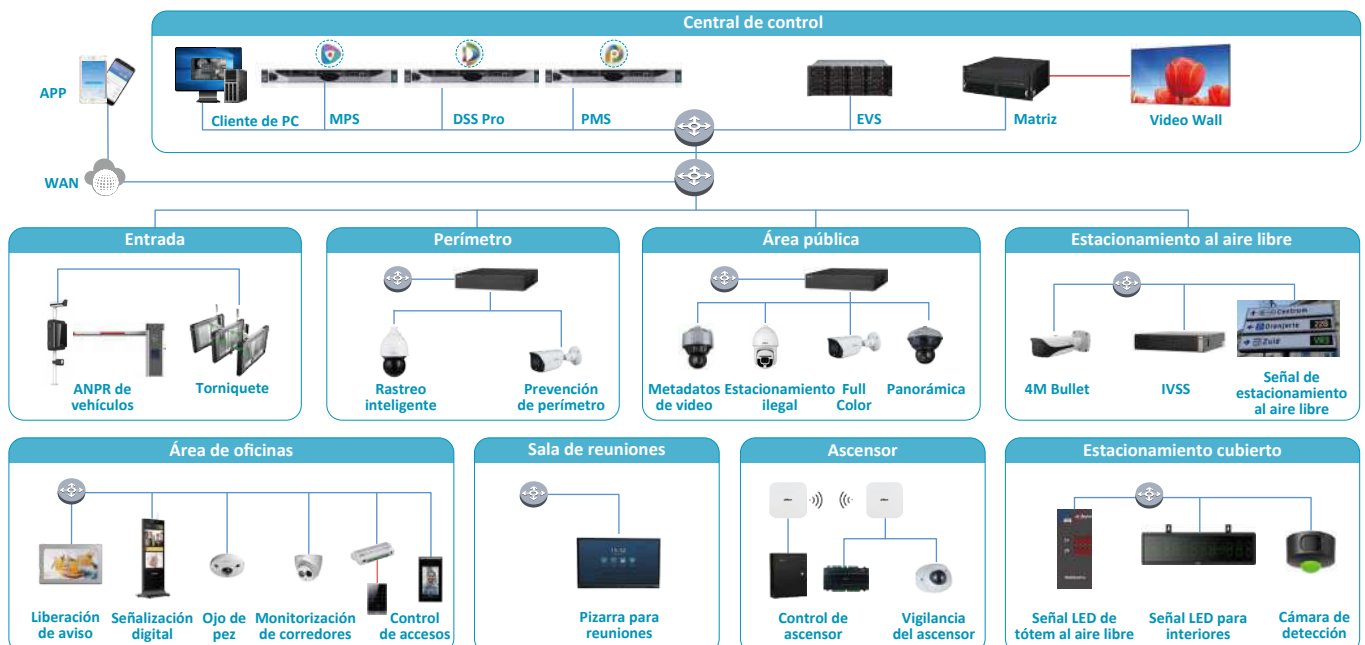 Central de control
APP
Cliente de PC
MPS
DSS Pro
PMS
EVS
Matriz
Video Wall
WAN
Entrada
ANPR de
vehículos
Torniquete
Perímetro
Rastreo
inteligente
Prevención
de perímetro
Área pública
Metadatos
de video
Estacionamiento
ilegal
Full
Color
Panorámica
Estacionamiento al aire libre
4M Bullet
IVSS
Centrum
Oranjerie
Zuid
Señal de
estacionamiento
al aire libre
Área de oficinas
Liberación
de aviso
Señalización
digital
Ojo de
pez
Monitorización
de corredores
Control
de accesos
Sala de reuniones
15:32
Pizarra para
reuniones
Ascensor
Control de
ascensor
Vigilancia
del ascensor
Estacionamiento cubierto
Señal LED de
tótem al aire libre
Señal LED para
interiores
Cámara de
detección